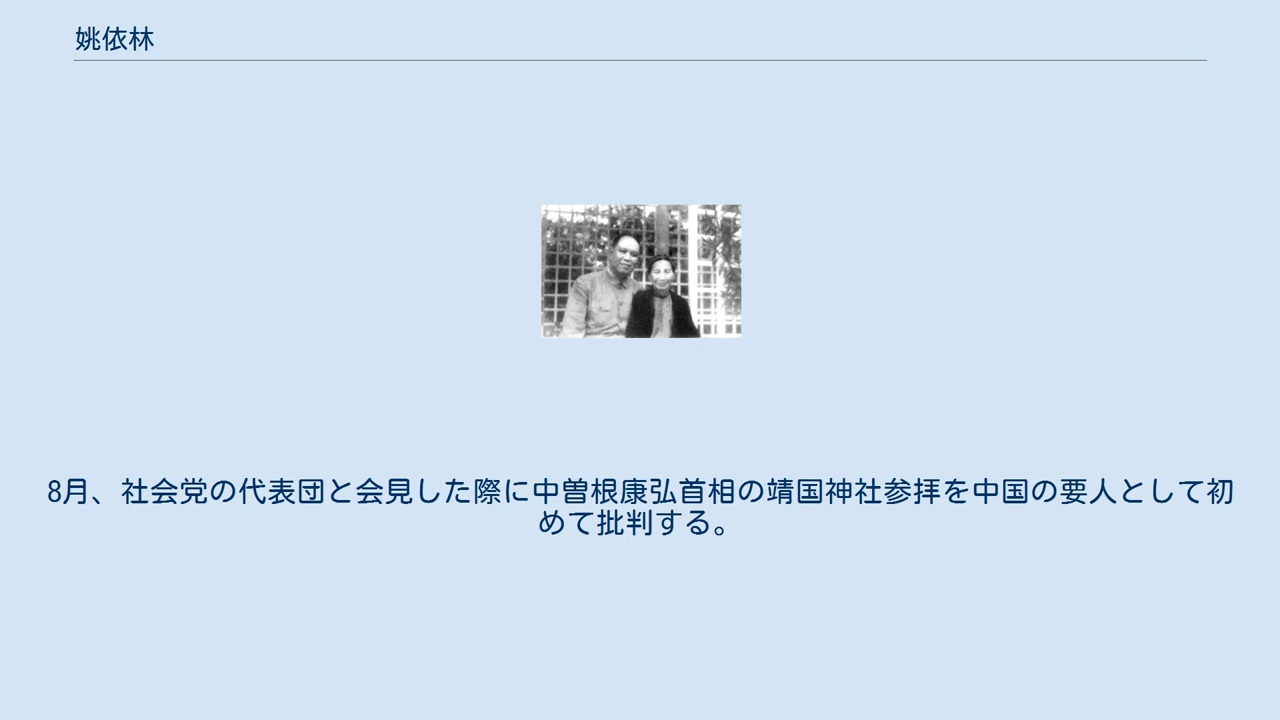 姚依林
8月、社会党の代表団と会見した際に中曽根康弘首相の靖国神社参拝を中国の要人として初
めて批判する。